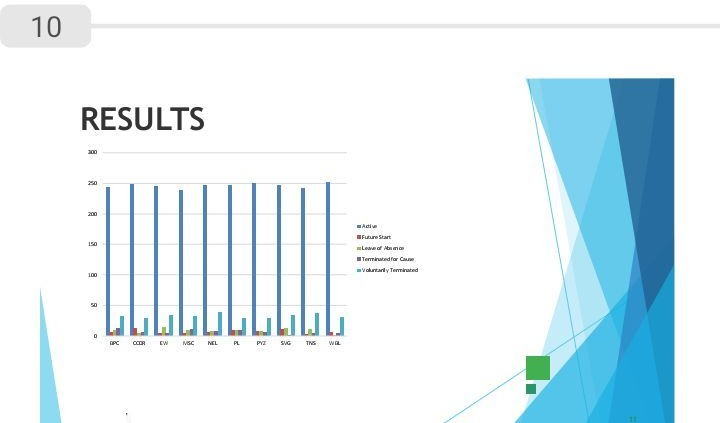 10
RESULTS
300
250
200
150
100
50
0
BPC CCDR EW MSC NEL PL PYZ SVG TNS WBL
Active
Future Start
Leave of Absence
Terminated for Cause
Voluntarily Terminated
11